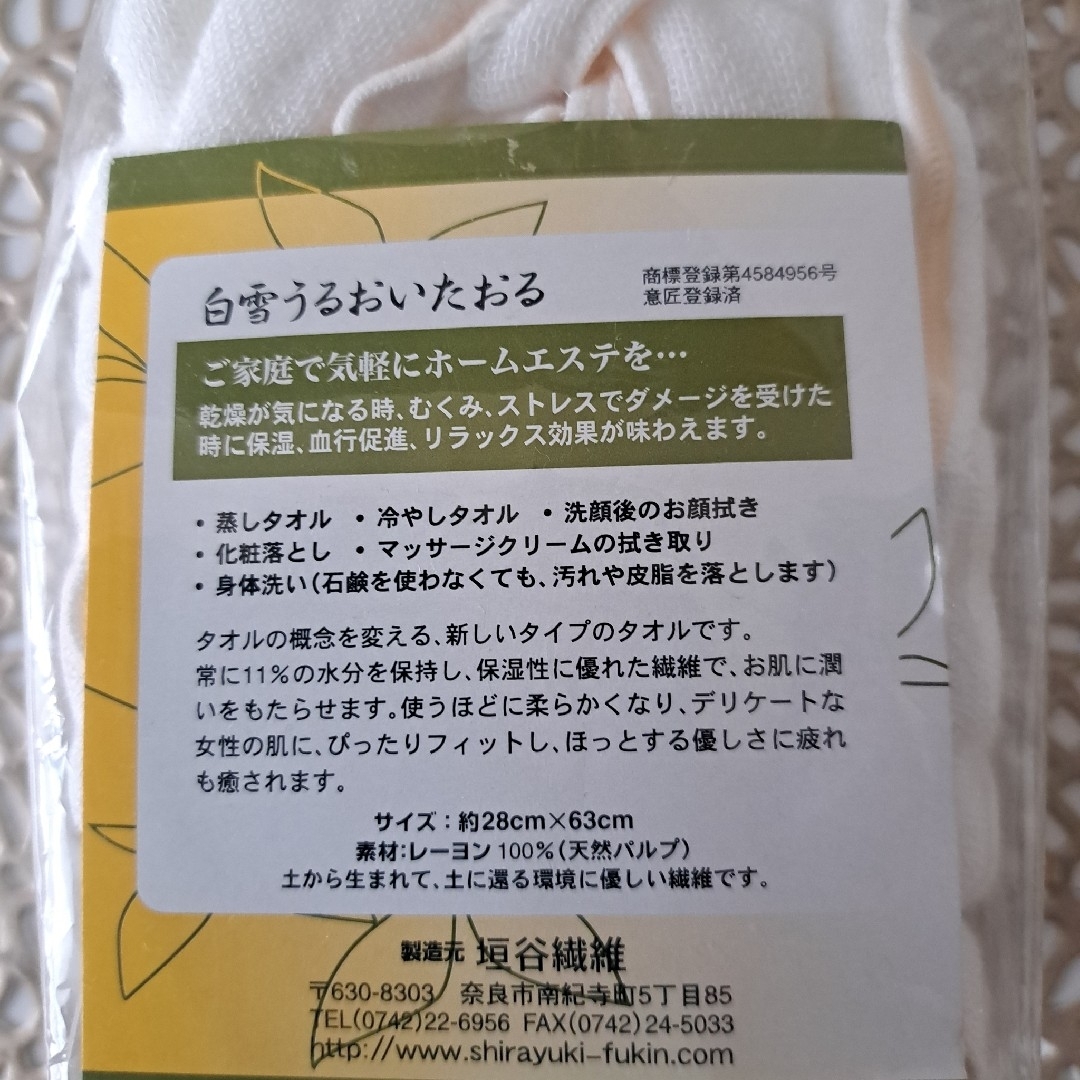 白雪うるおいたおる
商標登録第4584956号
意匠登録済
ご家庭で気軽にホームエステを…
乾燥が気になる時、むくみ、ストレスでダメージを受けた
時に保湿、血行促進、リラックス効果が味わえます。
・蒸しタオル ・冷やしタオル ・洗顔後のお顔拭き
・化粧落とし ・マッサージクリームの拭き取り
・身体洗い(石鹸を使わなくても、汚れや皮脂を落とします)
タオルの概念を変える、新しいタイプのタオルです。
常に11%の水分を保持し、保湿性に優れた繊維で、お肌に潤
いをもたらせます。使うほどに柔らかくなり、デリケートな
女性の肌に、ぴったりフィットし、ほっとする優しさに疲れ
も癒されます。
サイズ:約28cm×63cm
素材:レーヨン100%(天然パルプ)
土から生まれて、土に還る環境に優しい繊維です。
製造元 垣谷繊維
〒630-8303 奈良市南紀寺町5丁目85
TEL(0742)22-6956 FAX(0742)24-5033
http://www.shirayuki-fukin.com